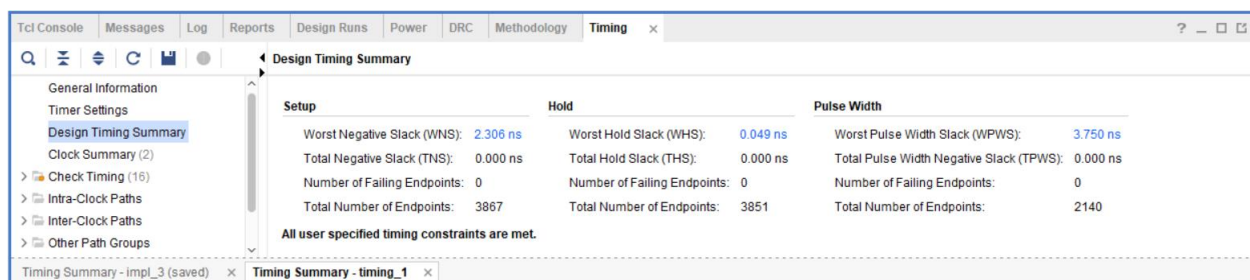 Tcl Console Messages Log Reports Design Runs Power DRC Methodology Timing × ? _
Design Timing Summary
General Information
Timer Settings
Design Timing Summary
Clock Summary (2)
> Check Timing (16)
> Intra-Clock Paths
> Inter-Clock Paths
> Other Path Groups
Setup Hold Pulse Width
Worst Negative Slack (WNS): 2.306 ns Worst Hold Slack (WHS): 0.049 ns Worst Pulse Width Slack (WPWS): 3.750 ns
Total Negative Slack (TNS): 0.000 ns Total Hold Slack (THS): 0.000 ns Total Pulse Width Negative Slack (TPWS): 0.000 ns
Number of Failing Endpoints: 0 Number of Failing Endpoints: 0 Number of Failing Endpoints: 0
Total Number of Endpoints: 3867 Total Number of Endpoints: 3851 Total Number of Endpoints: 2140
All user specified timing constraints are met.
Timing Summary - impl_3 (saved) × Timing Summary - timing_1 ×